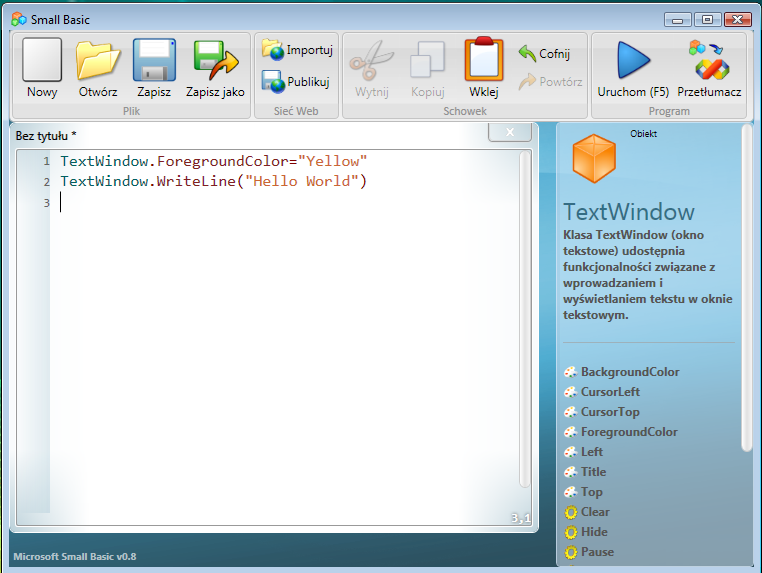 Small Basic
Nowy
Otwórz
Zapisz
Zapisz jako
Plik
Importuj
Publikuj
Sieć Web
Wytnij
Kopiuj
Wklej
Cofnij
Powtórz
Schowek
Uruchom (F5)
Przetłumacz
Program
Bez tytułu *
1 TextWindow.ForegroundColor="Yellow"
2 TextWindow.WriteLine("Hello World")
3
3,1
Microsoft Small Basic v0.8
Obiekt
TextWindow
Klasa TextWindow (okno
tekstowe) udostępnia
funkcjonalności związane z
wprowadzaniem i
wyświetlaniem tekstu w oknie
tekstowym.
BackgroundColor
CursorLeft
CursorTop
ForegroundColor
Left
Title
Top
Clear
Hide
Pause